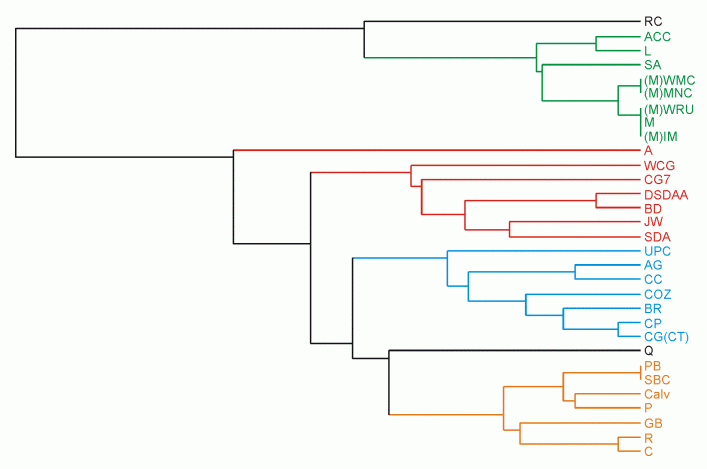 RC
ACC
L
SA
(M)WMC
(M)MNC
(M)WRU
M
(M)IM
A
WCG
CG7
DSDAA
BD
JW
SDA
UPC
AG
CC
COZ
BR
CP
CG(CT)
Q
PB
SBC
Calv
P
GB
R
C